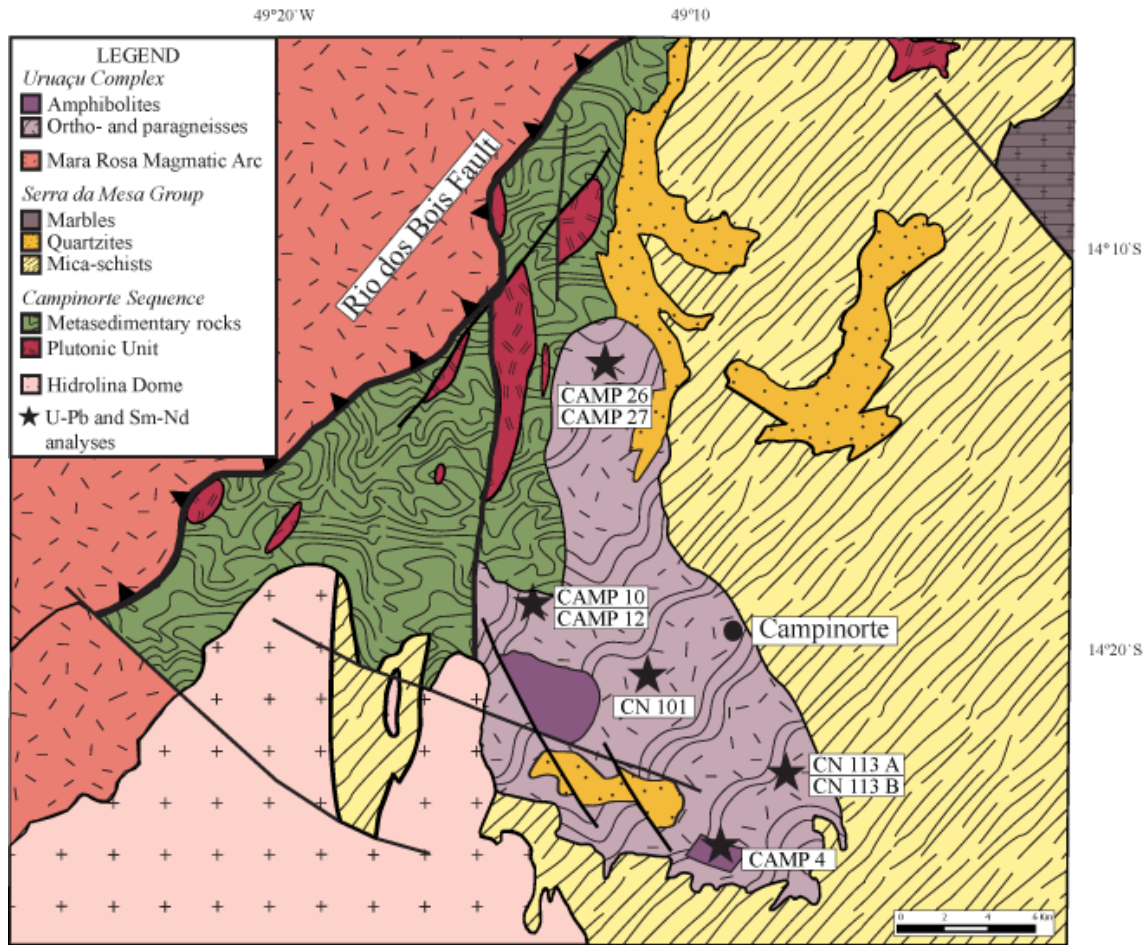 49°20`W
49º10
LEGEND
Uruaçu Complex
Amphibolites
Ortho- and paragneisses
Mara Rosa Magmatic Arc
Serra da Mesa Group
Marbles
Quartzites
Mica-schists
Campinorte Sequence
Metasedimentary rocks
Plutonic Unit
Hidrolina Dome
U-Pb and Sm-Nd
analyses
Rio dos Bois Fault
14°10`S
CAMP 26
CAMP 27
CAMP 10
CAMP 12
Campinorte
14°20`S
CN 101
CN 113 A
CN 113 B
CAMP 4
0 2 4 6 Km